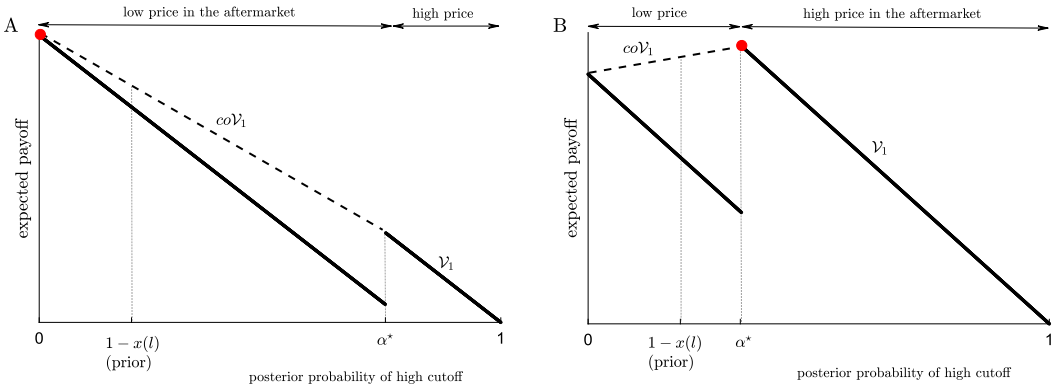 A
low price in the aftermarket
high price
co𝒱₁
𝒱₁
expected payoff
0
1 − x(l)
(prior)
α⋆
1
posterior probability of high cutoff
B
low price
high price in the aftermarket
co𝒱₁
𝒱₁
expected payoff
0
1 − x(l)
(prior)
α⋆
1
posterior probability of high cutoff